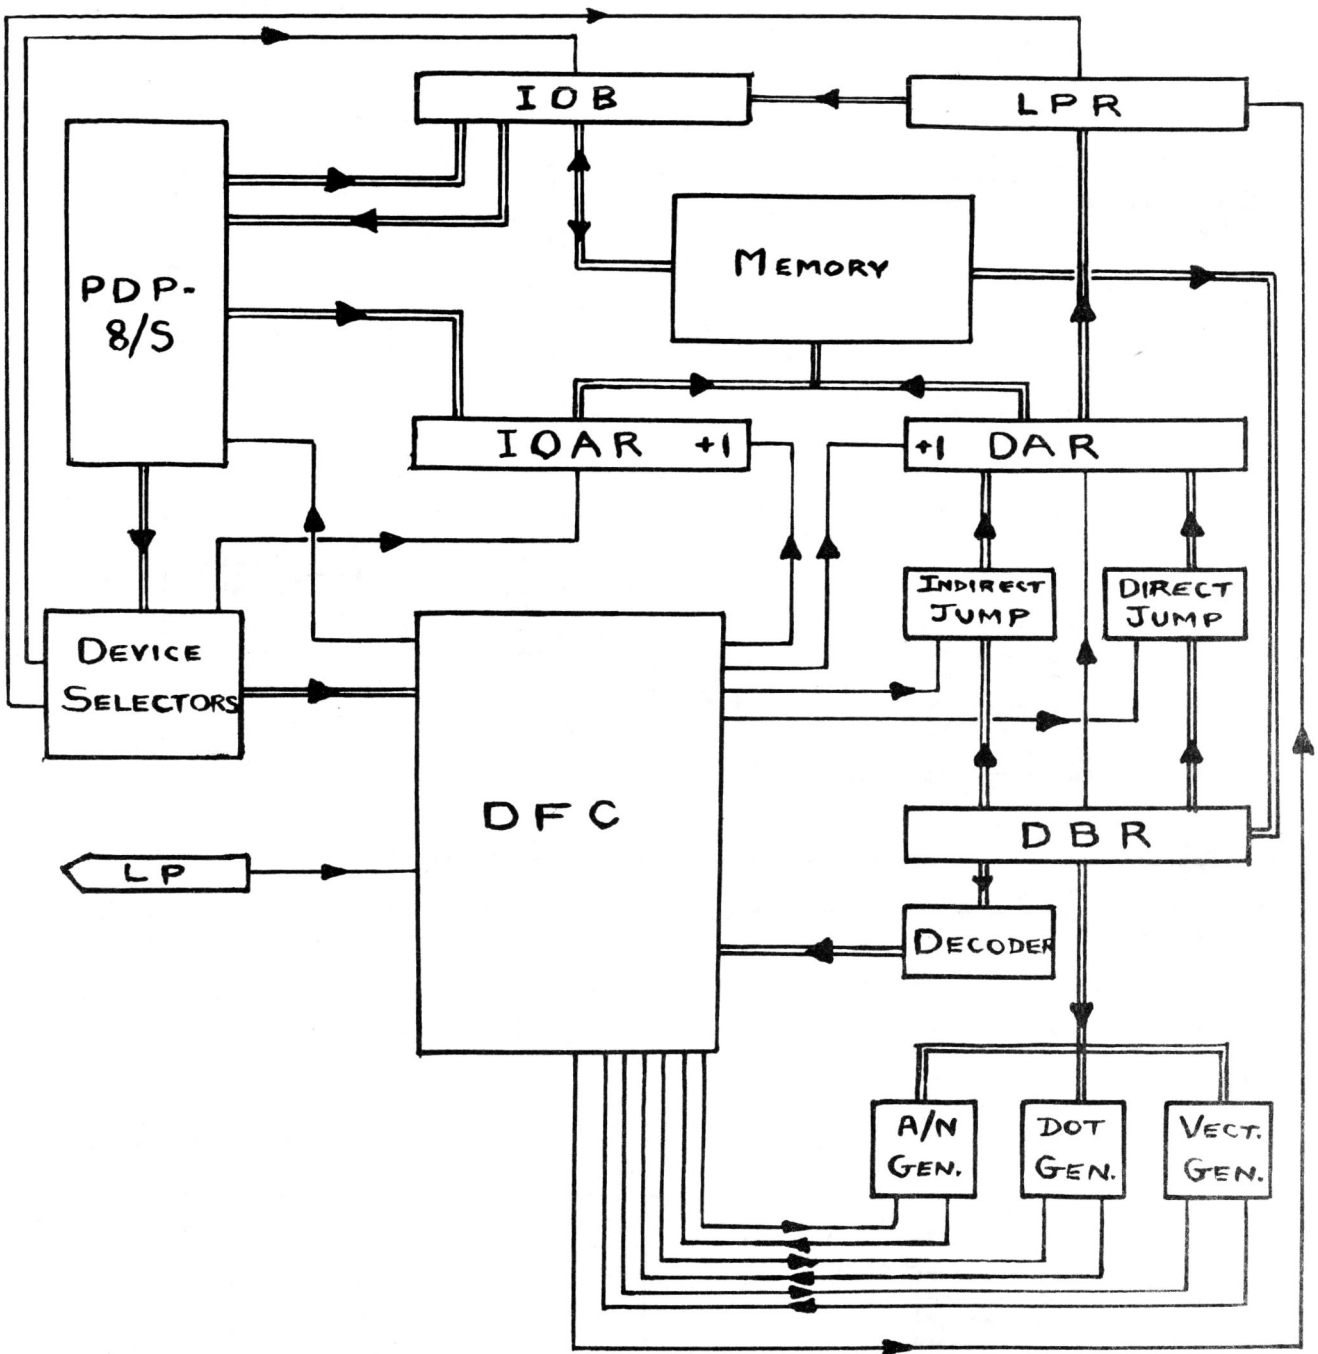 IOB
LPR
PDP-
8/S
MEMORY
IOAR +1
+1 DAR
INDIRECT
JUMP
DIRECT
JUMP
DEVICE
SELECTORS
DFC
DBR
LP
DECODER
A/N
GEN.
DOT
GEN.
VECT.
GEN.